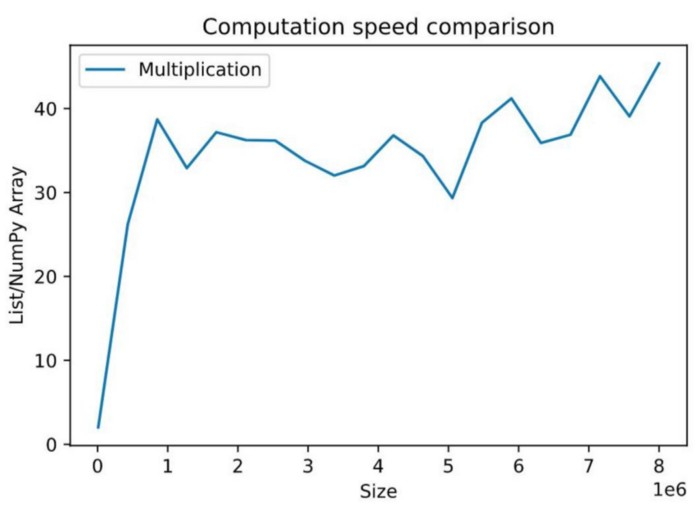 Computation speed comparison
Multiplication
List/NumPy Array
40
30
20
10
0
0 1 2 3 4 5 6 7 8
1e6
Size